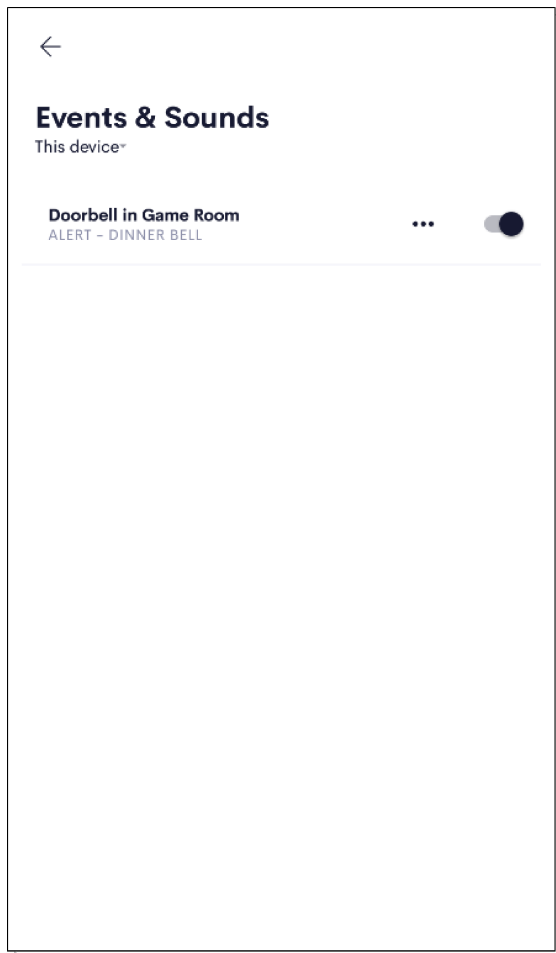 Events & Sounds
This device
Doorbell in Game Room
ALERT – DINNER BELL